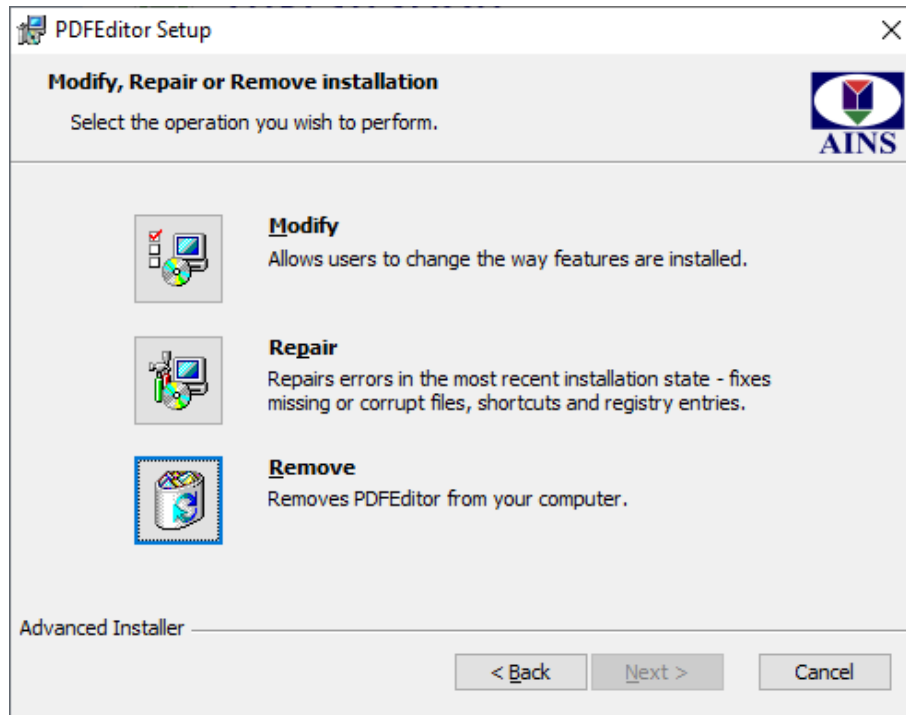 PDFEditor Setup
Modify, Repair or Remove installation
Select the operation you wish to perform.
AINS
Modify
Allows users to change the way features are installed.
Repair
Repairs errors in the most recent installation state - fixes
missing or corrupt files, shortcuts and registry entries.
Remove
Removes PDFEditor from your computer.
Advanced Installer
< Back
Next >
Cancel